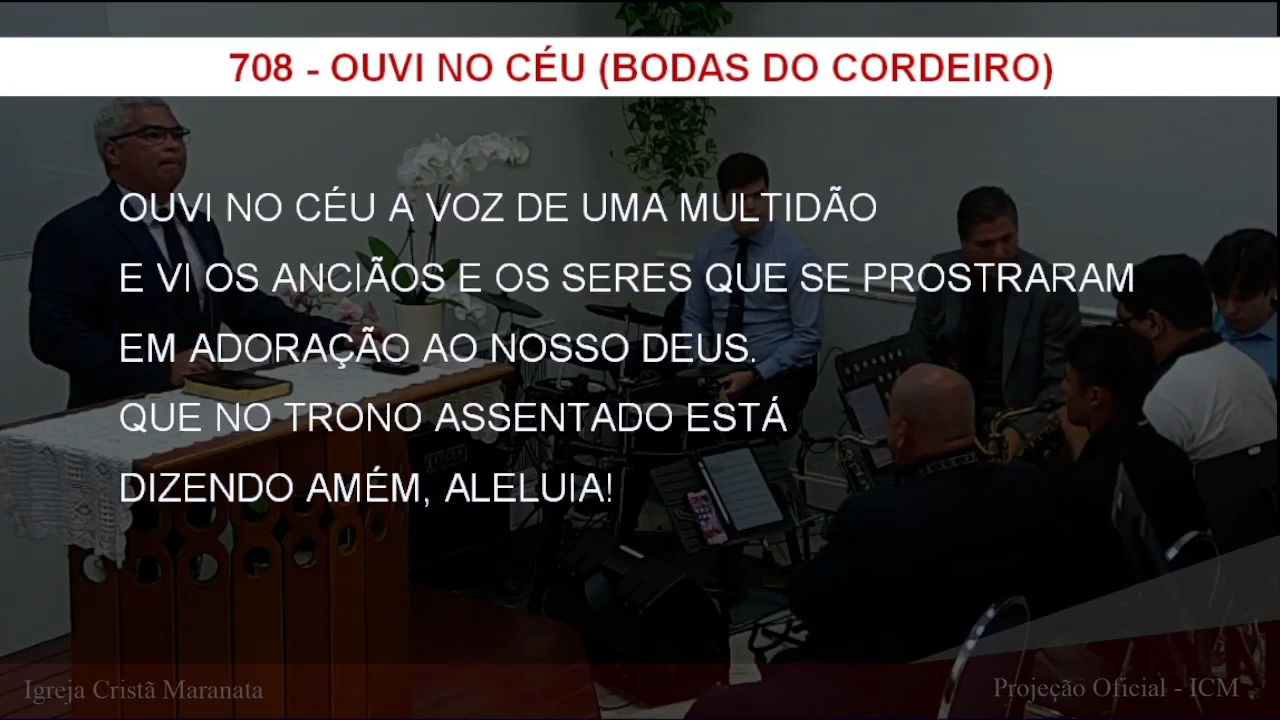 708 - OUVI NO CÉU (BODAS DO CORDEIRO)
OUVI NO CÉU A VOZ DE UMA MULTIDÃO
E VI OS ANCIÃOS E OS SERES QUE SE PROSTRARAM
EM ADORAÇÃO AO NOSSO DEUS.
QUE NO TRONO ASSENTADO ESTÁ
DIZENDO AMÉM, ALELUIA!
Igreja Cristã Maranata
Projeção Oficial - ICM